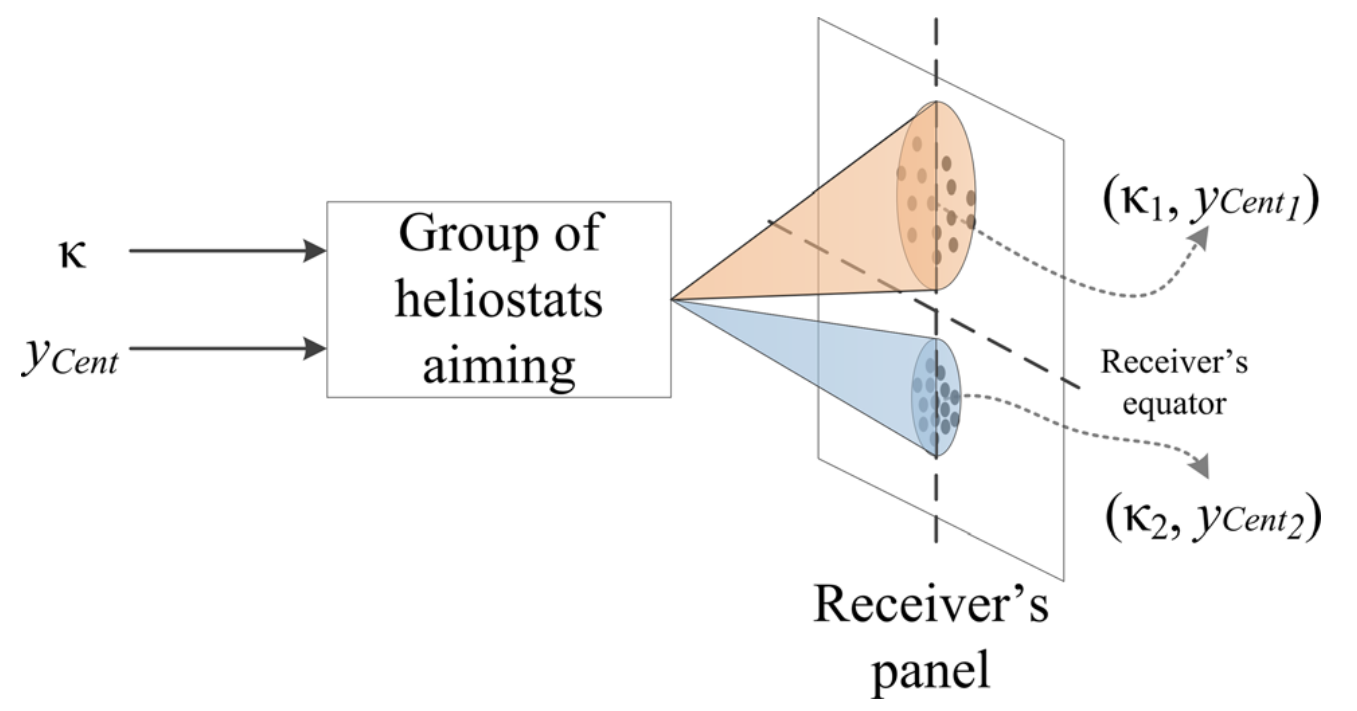 κ
yCent
Group of
heliostats
aiming
(κ1, yCent1)
Receiver's
equator
(κ2, yCent2)
Receiver's
panel